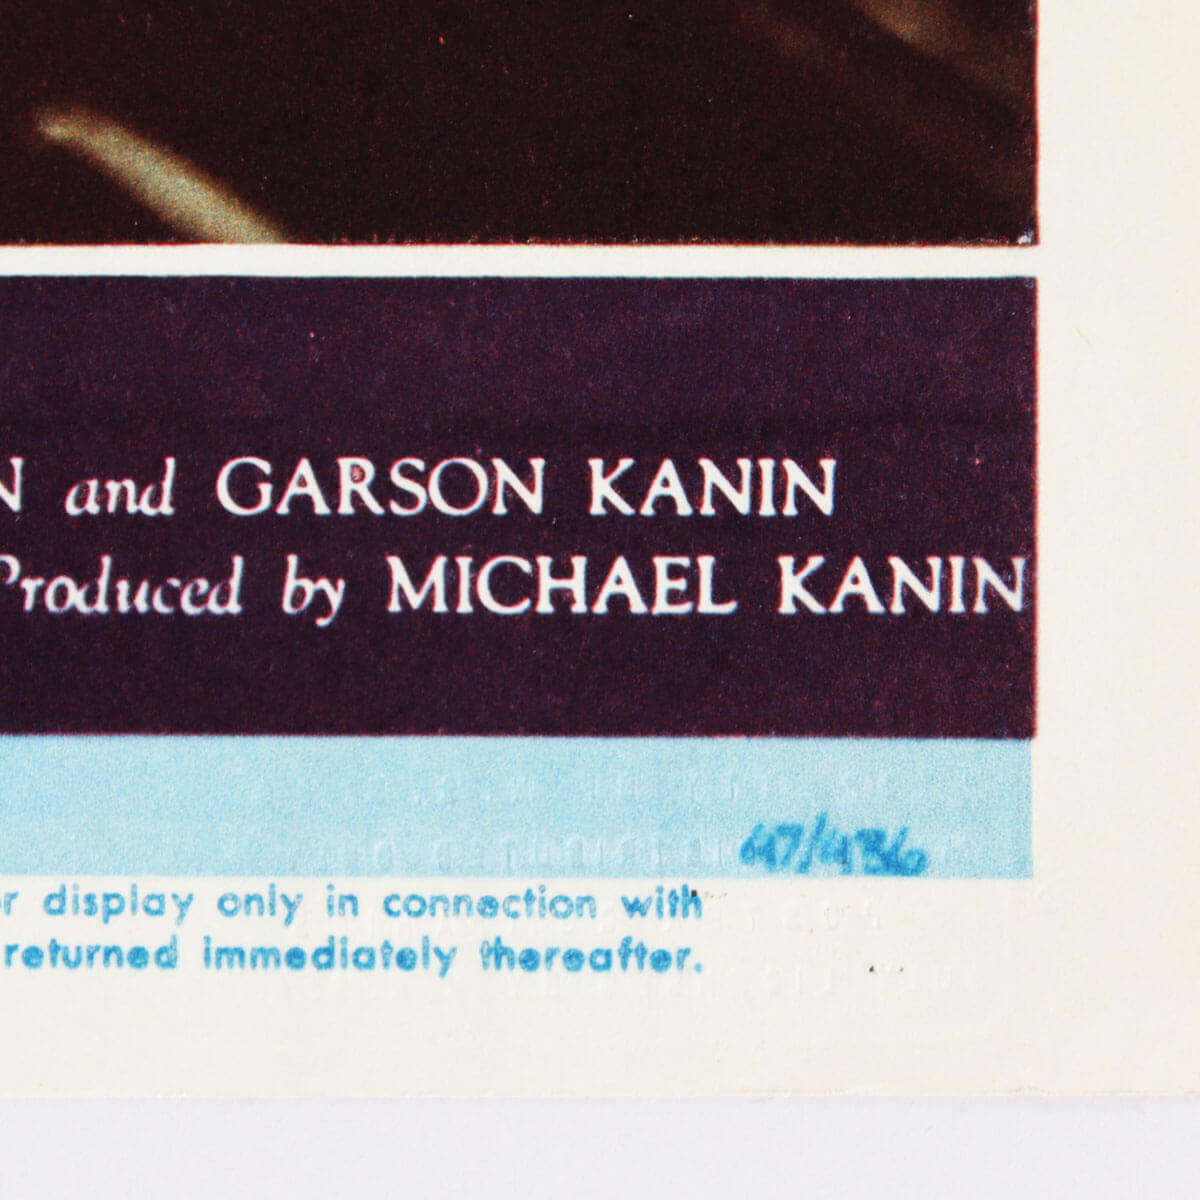 N and GARSON KANIN
Produced by MICHAEL KANIN
47/436
r display only in connection with
returned immediately thereafter.